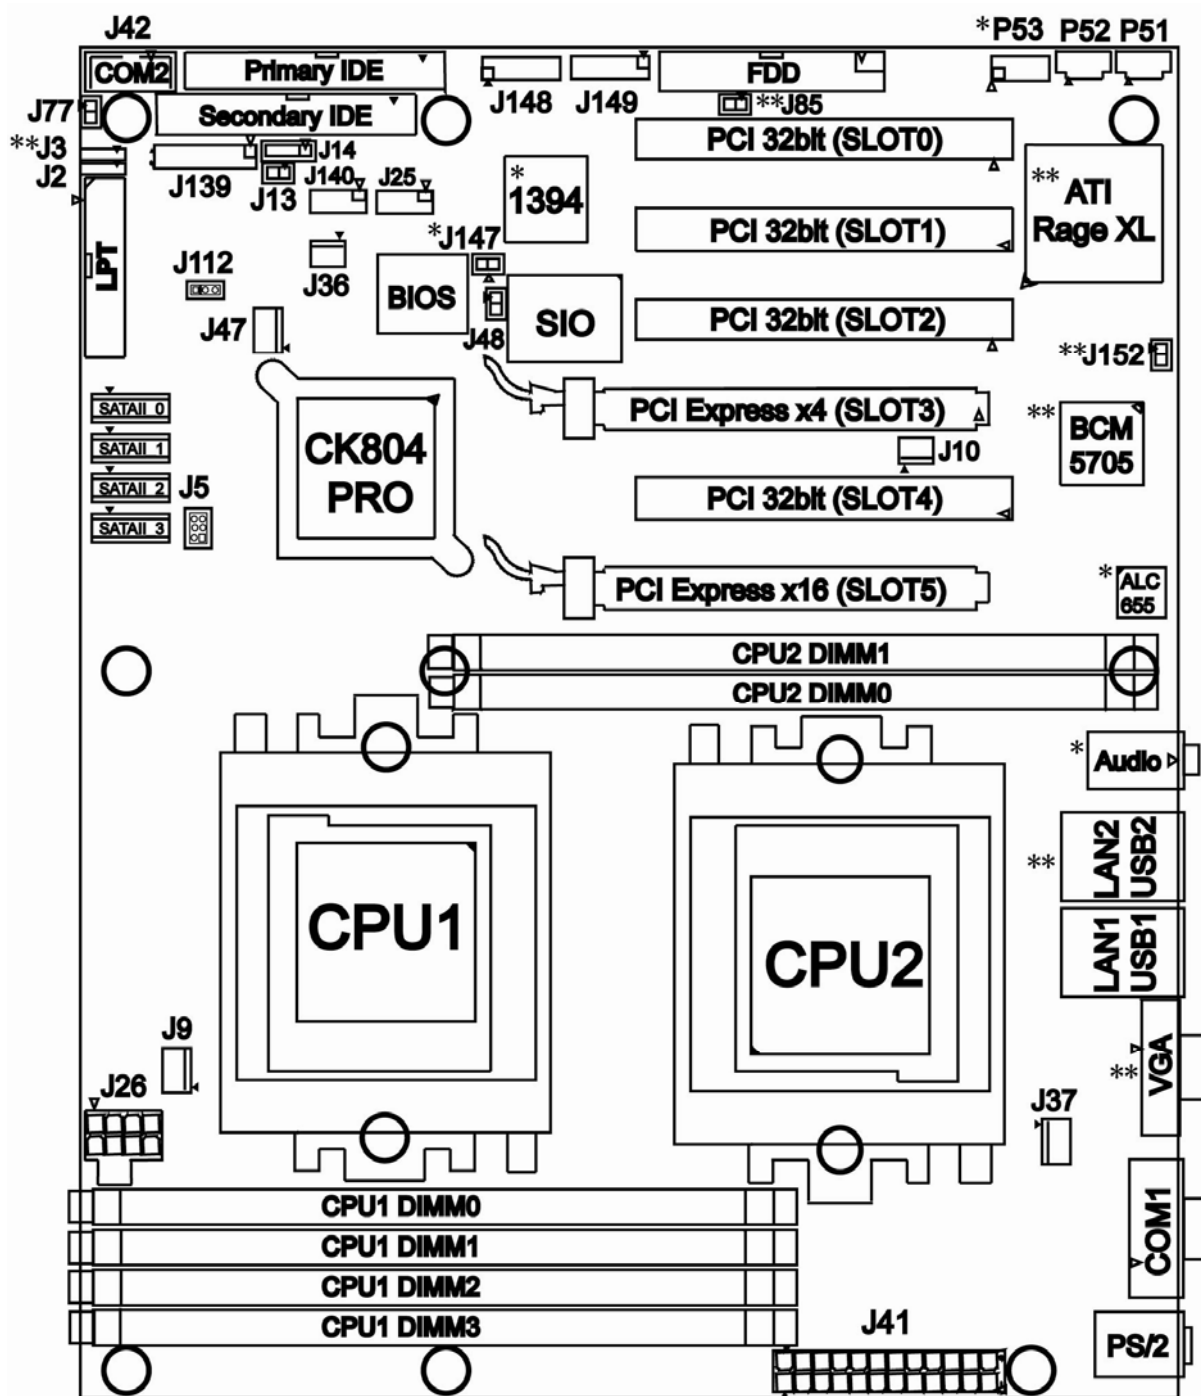 J42
*P53 P52 P51
COM2
Primary IDE
J148
J149
FDD
J77
Secondary IDE
**J85
**J3
J2
J139
J14
J13
J140
J25
*
1394
PCI 32bit (SLOT0)
**
ATI
Rage XL
LPT
J112
J36
*J147
BIOS
J48
SIO
PCI 32bit (SLOT1)
J47
PCI 32bit (SLOT2)
**J152
SATAII 0
SATAII 1
SATAII 2
SATAII 3
J5
CK804
PRO
PCI Express x4 (SLOT3)
J10
**
BCM
5705
PCI 32bit (SLOT4)
PCI Express x16 (SLOT5)
*
ALC
655
CPU2 DIMM1
CPU2 DIMM0
*
Audio
CPU1
CPU2
**
LAN2
USB2
LAN1
USB1
J9
J26
J37
**
VGA
CPU1 DIMM0
CPU1 DIMM1
CPU1 DIMM2
CPU1 DIMM3
COM1
J41
PS/2